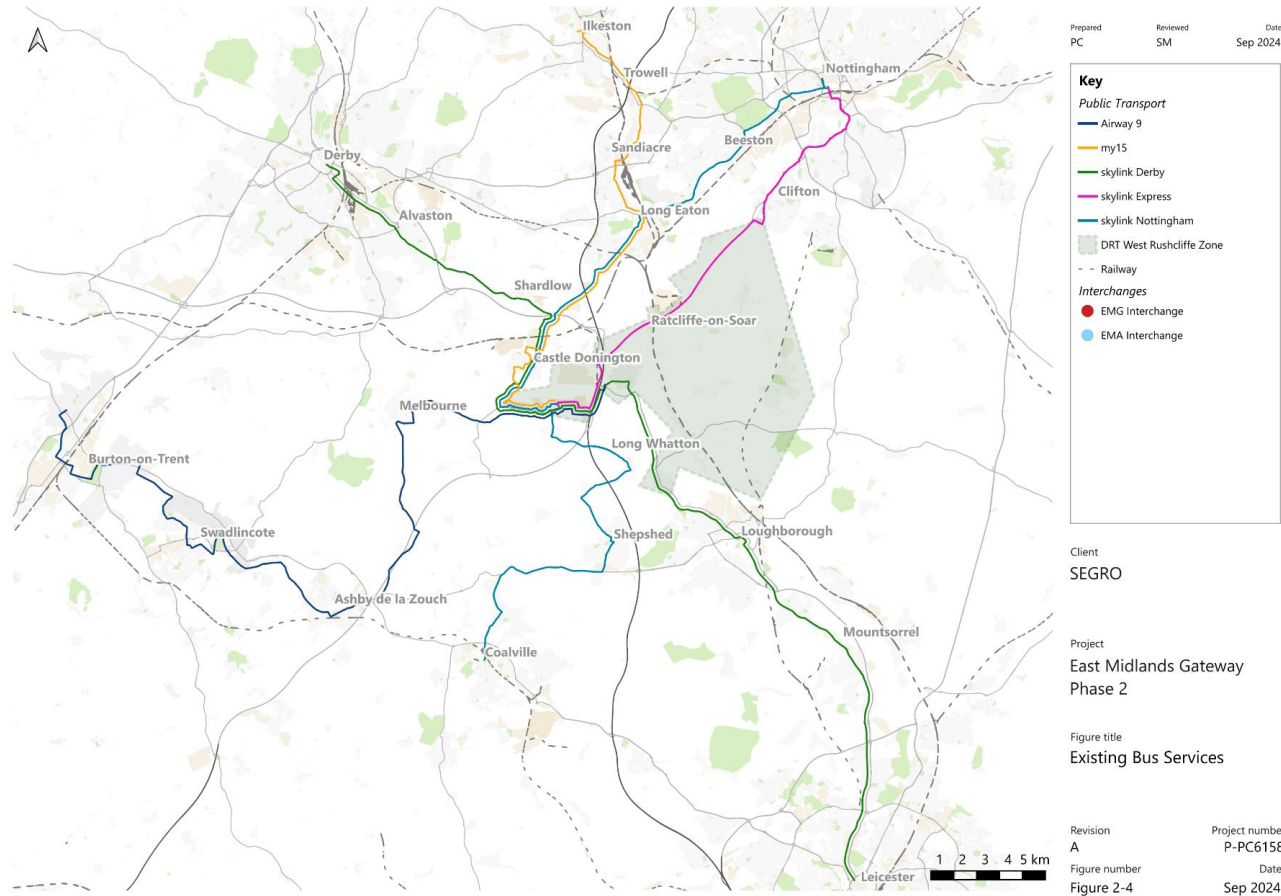 Ilkeston
Trowell
Nottingham
Sandiacre
Beeston
Derby
Clifton
Alvaston
Long Eaton
Shardlow
Ratcliffe-on-Soar
Castle Donington
Melbourne
Long Whatton
Burton-on-Trent
Swadlincote
Shepshed
Loughborough
Ashby de la Zouch
Mountsorrel
Coalville
Leicester
1 2 3 4 5 km
Prepared Reviewed Date
PC SM Sep 2024
Key
Public Transport
Airway 9
my15
skylink Derby
skylink Express
skylink Nottingham
DRT West Rushcliffe Zone
Railway
Interchanges
EMG Interchange
EMA Interchange
Client
SEGRO
Project
East Midlands Gateway
Phase 2
Figure title
Existing Bus Services
Revision Project numbe
A P-PC6158
Figure number Date
Figure 2-4 Sep 2024